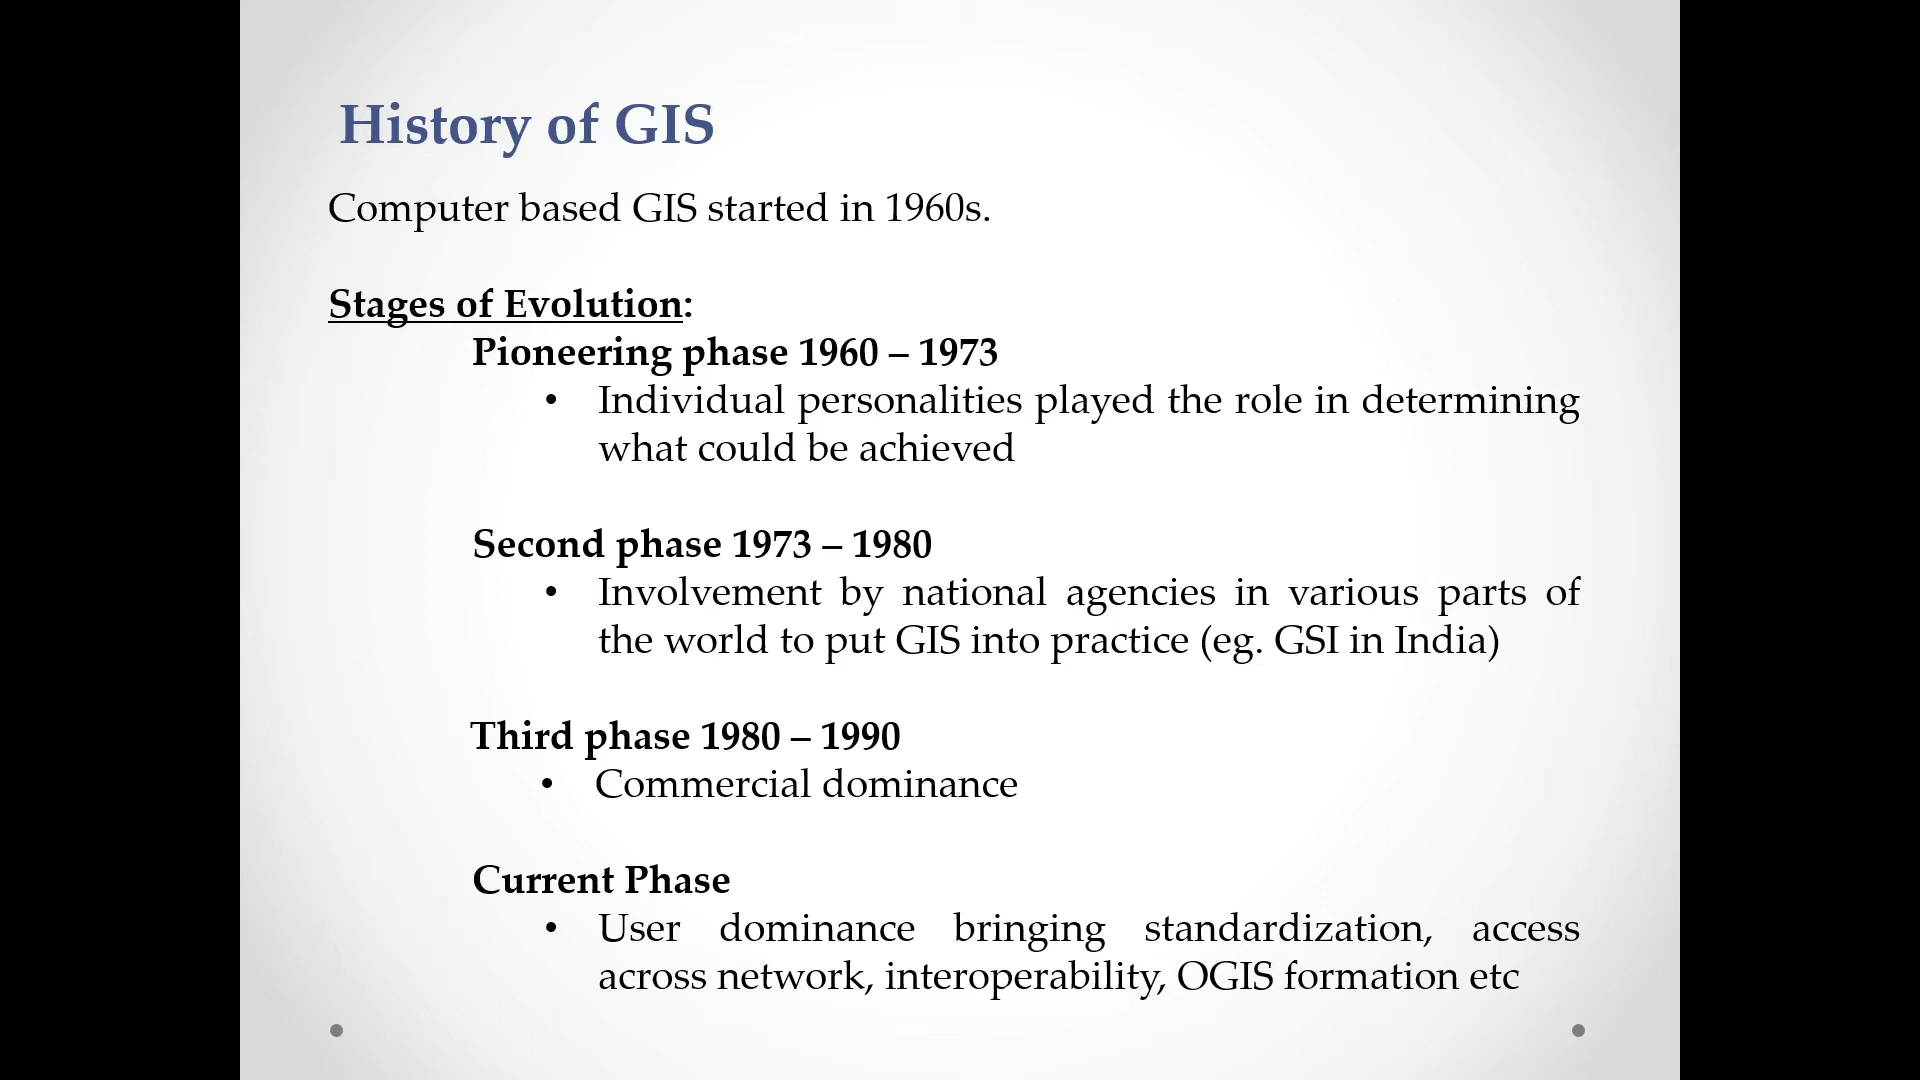 History of GIS
Computer based GIS started in 1960s.
Stages of Evolution:
Pioneering phase 1960 – 1973
• Individual personalities played the role in determining
what could be achieved
Second phase 1973 – 1980
• Involvement by national agencies in various parts of
the world to put GIS into practice (eg. GSI in India)
Third phase 1980 – 1990
• Commercial dominance
Current Phase
• User dominance bringing standardization, access
across network, interoperability, OGIS formation etc